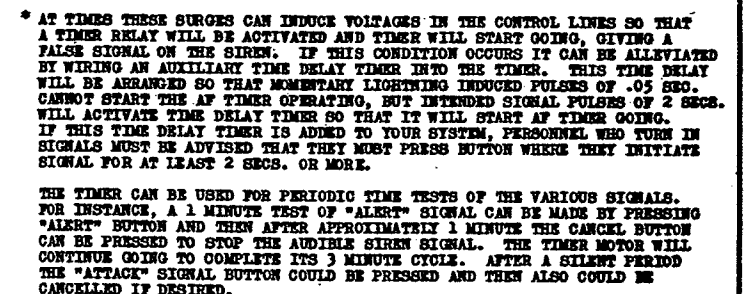 * AT TIMES THESE SURGES CAN INDUCE VOLTAGES IN THE CONTROL LINES SO THAT
A TIMER RELAY WILL BE ACTIVATED AND TIMER WILL START GOING, GIVING A
FALSE SIGNAL ON THE SIREN. IF THIS CONDITION OCCURS IT CAN BE ALLEVIATED
BY WIRING AN AUXILIARY TIME DELAY TIMER INTO THE TIMER. THIS TIME DELAY
WILL BE ARRANGED SO THAT MOMENTARY LIGHTNING INDUCED PULSES OF .05 SEC.
CANNOT START THE AF TIMER OPERATING, BUT INTENDED SIGNAL PULSES OF 2 SECS.
WILL ACTIVATE TIME DELAY TIMER SO THAT IT WILL START AF TIMER GOING.
IF THIS TIME DELAY TIMER IS ADDED TO YOUR SYSTEM, PERSONNEL WHO TURN IN
SIGNALS MUST BE ADVISED THAT THEY MUST PRESS BUTTON WHERE THEY INITIATE
SIGNAL FOR AT LEAST 2 SECS. OR MORE.
THE TIMER CAN BE USED FOR PERIODIC TIME TESTS OF THE VARIOUS SIGNALS.
FOR INSTANCE, A 1 MINUTE TEST OF "ALERT" SIGNAL CAN BE MADE BY PRESSING
"ALERT" BUTTON AND THEN AFTER APPROXIMATELY 1 MINUTE THE CANCEL BUTTON
CAN BE PRESSED TO STOP THE AUDIBLE SIREN SIGNAL. THE TIMER MOTOR WILL
CONTINUE GOING TO COMPLETE ITS 3 MINUTE CYCLE. AFTER A SILENT PERIOD
THE "ATTACK" SIGNAL BUTTON COULD BE PRESSED AND THEN ALSO COULD BE
CANCELLED IF DESIRED.